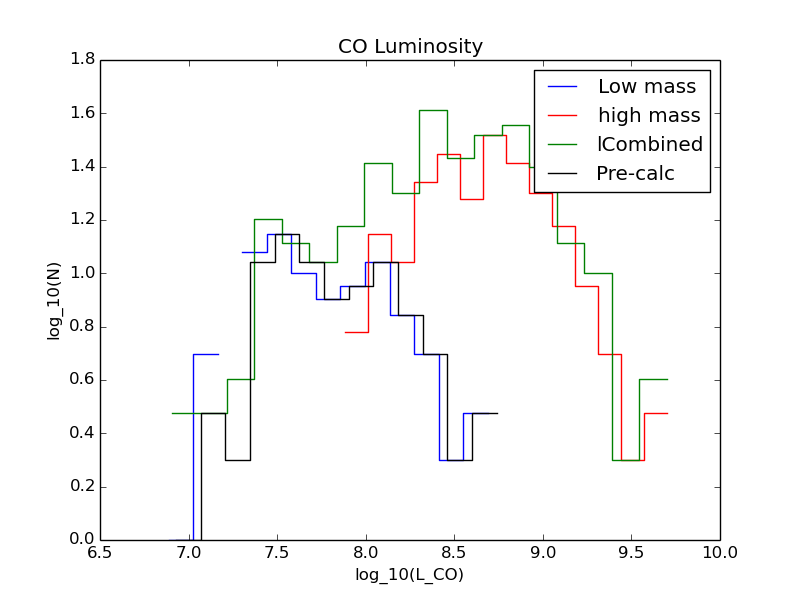 CO Luminosity
1.8
1.6
1.4
1.2
1.0
0.8
0.6
0.4
0.2
0.0
log_10(N)
Low mass
high mass
lCombined
Pre-calc
6.5 7.0 7.5 8.0 8.5 9.0 9.5 10.0
log_10(L_CO)